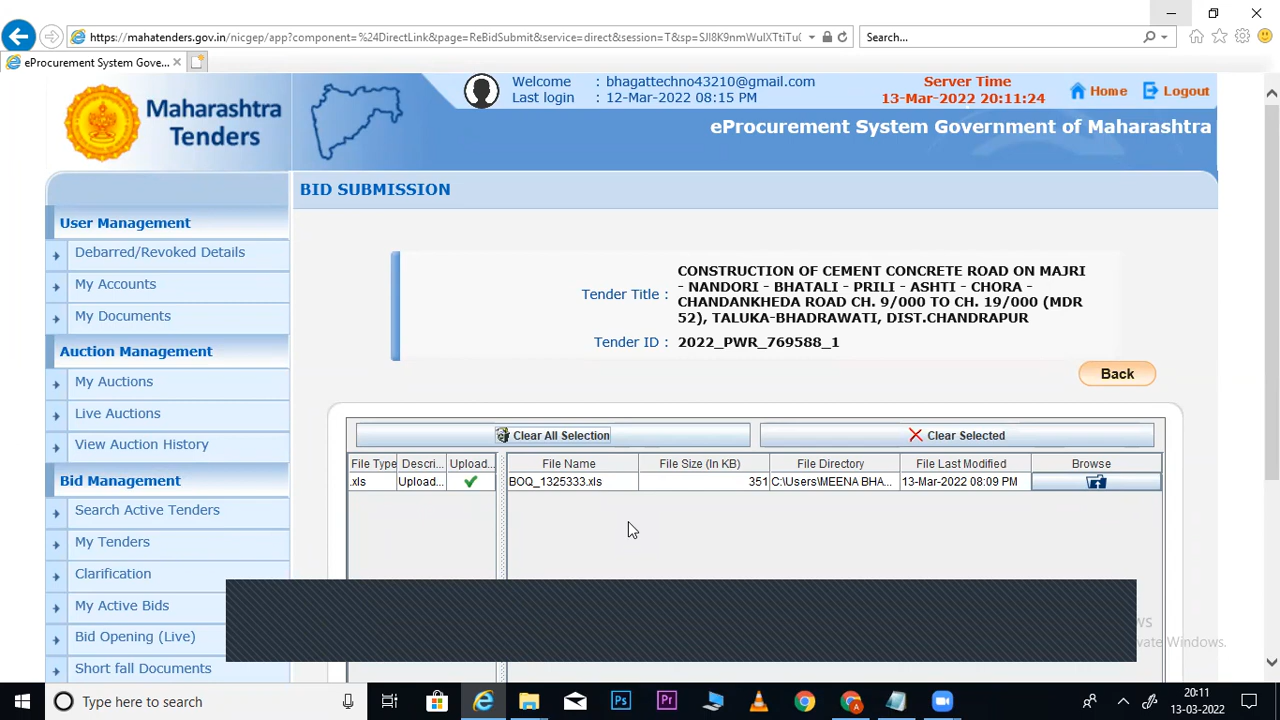 https://mahatenders.gov.in/nicgep/app?component=%24DirectLink&page=ReBidSubmit&service=direct&session=T&sp=SJI8K9nmWuIXTtiTu
Search...
eProcurement System Gove...
Maharashtra
Tenders
Welcome : bhagattechno43210@gmail.com
Last login : 12-Mar-2022 08:15 PM
Server Time
13-Mar-2022 20:11:24
Home
Logout
eProcurement System Government of Maharashtra
BID SUBMISSION
User Management
Debarred/Revoked Details
My Accounts
My Documents
Auction Management
My Auctions
Live Auctions
View Auction History
Bid Management
Search Active Tenders
My Tenders
Clarification
My Active Bids
Bid Opening (Live)
Short fall Documents
Tender Title :
CONSTRUCTION OF CEMENT CONCRETE ROAD ON MAJRI
- NANDORI - BHATALI - PRILI - ASHTI - CHORA -
CHANDANKHEDA ROAD CH. 9/000 TO CH. 19/000 (MDR
52), TALUKA-BHADRAWATI, DIST.CHANDRAPUR
Tender ID : 2022_PWR_769588_1
Back
Clear All Selection
Clear Selected
File Type Descri... Upload... File Name File Size (In KB) File Directory File Last Modified Browse
.xls Upload... BOQ_1325333.xls 351 C:\Users\MEENA BHA... 13-Mar-2022 08:09 PM
Windows.
Type here to search
20:11
13-03-2022